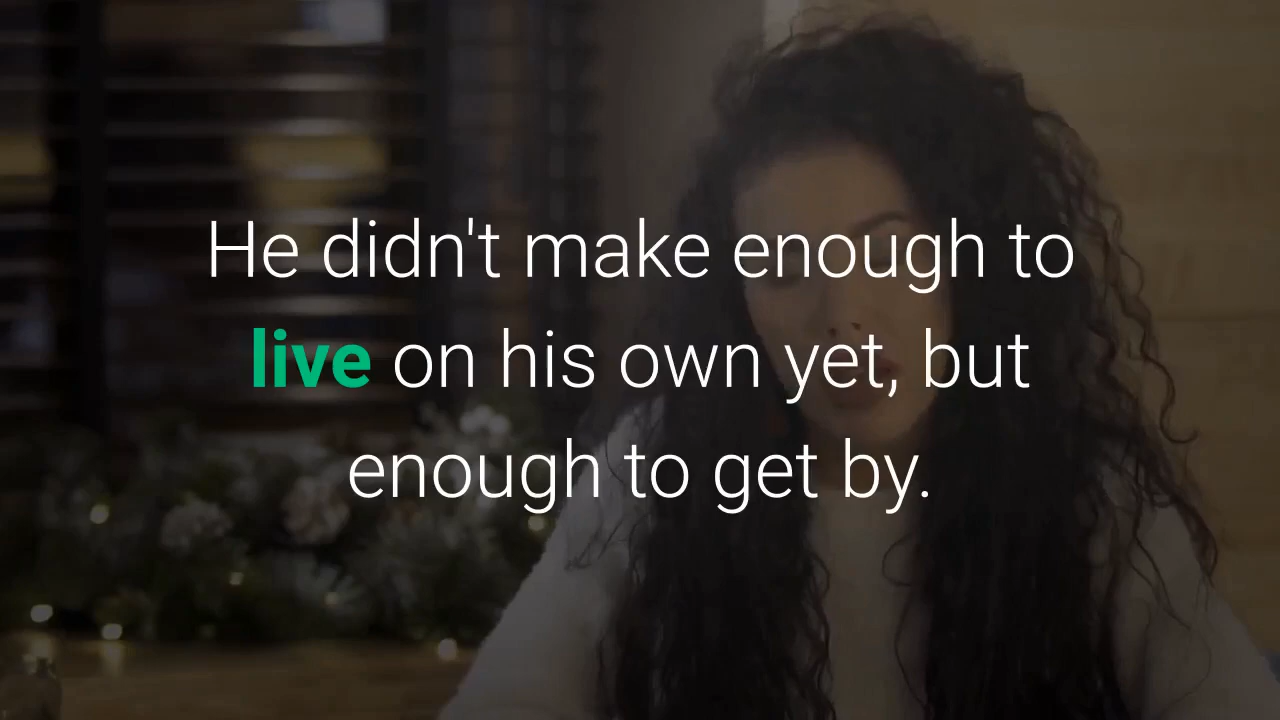 He didn't make enough to
live on his own yet, but
enough to get by.